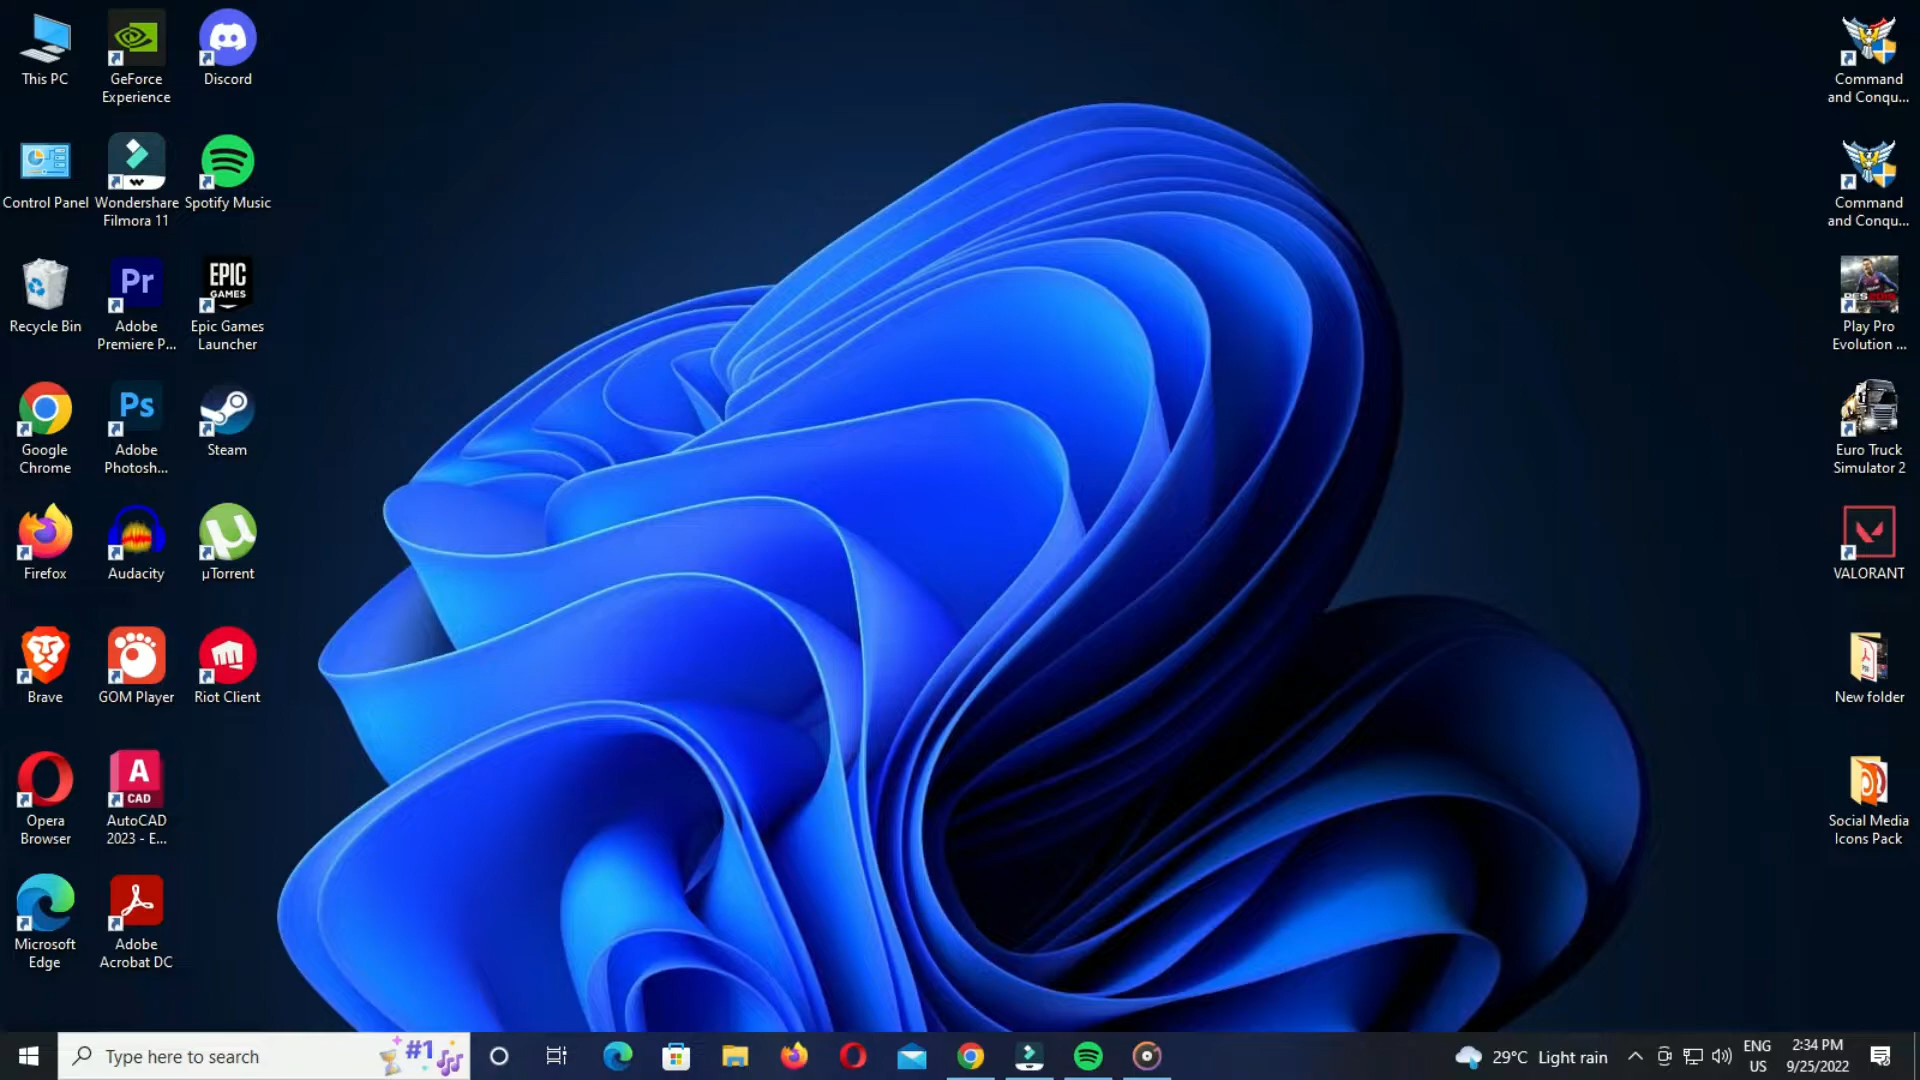 This PC
GeForce
Experience
Discord
Control Panel
Wondershare
Filmora 11
Spotify Music
Recycle Bin
Pr
Adobe
Premiere P...
EPIC
GAMES
Epic Games
Launcher
Google
Chrome
Ps
Adobe
Photosh...
Steam
Firefox
Audacity
µTorrent
Brave
GOM Player
Riot Client
Opera
Browser
A
CAD
AutoCAD
2023 - E...
Microsoft
Edge
Adobe
Acrobat DC
Command
and Conqu...
Command
and Conqu...
Play Pro
Evolution ...
Euro Truck
Simulator 2
VALORANT
New folder
Social Media
Icons Pack
Type here to search
#1
29°C Light rain
ENG
US
2:34 PM
9/25/2022